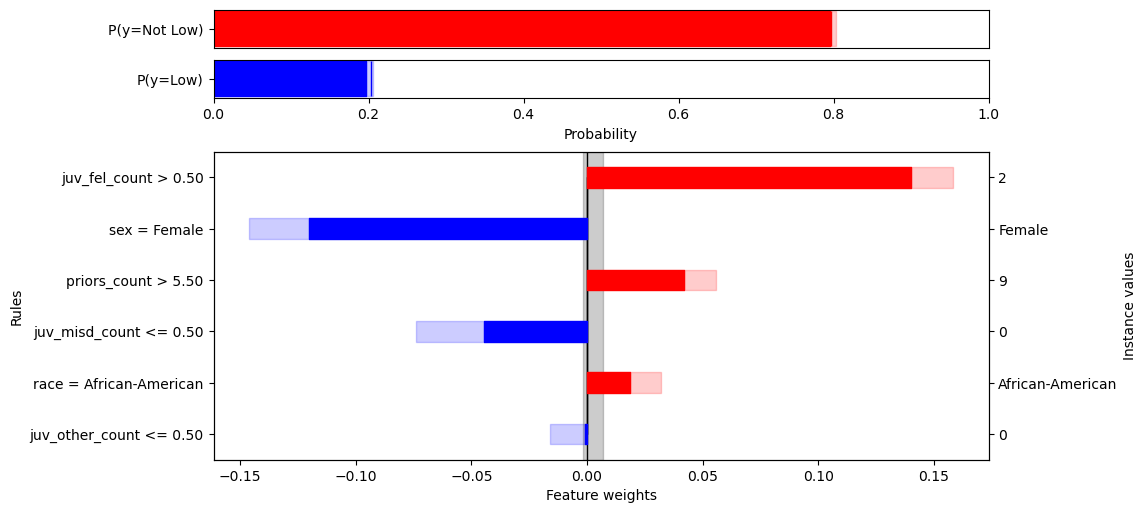 P(y=Not Low)
P(y=Low)
0.0 0.2 0.4 0.6 0.8 1.0
Probability
juv_fel_count > 0.50 2
sex = Female Female
priors_count > 5.50 9
juv_misd_count <= 0.50 0
race = African-American African-American
juv_other_count <= 0.50 0
Rules
Instance values
−0.15 −0.10 −0.05 0.00 0.05 0.10 0.15
Feature weights